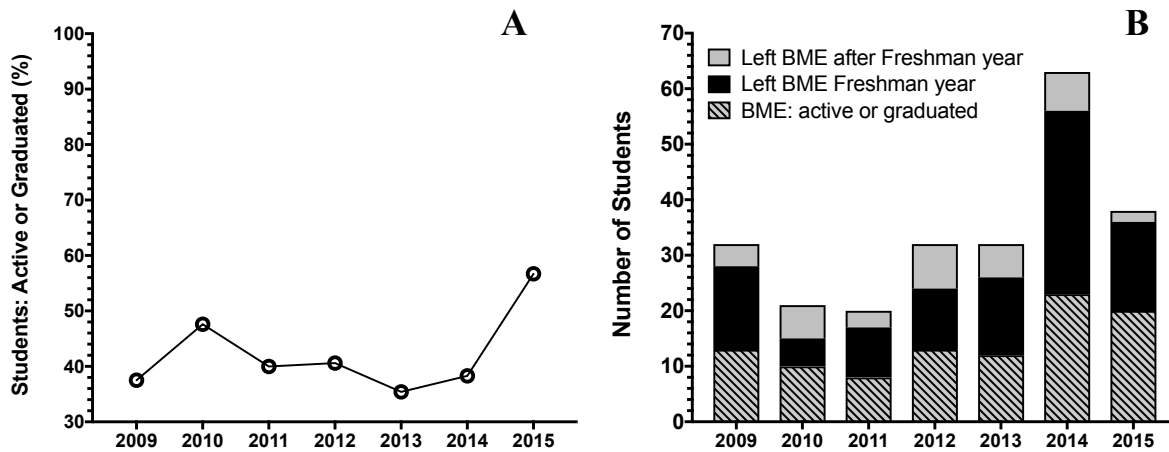 A
Students: Active or Graduated (%)
100
90
80
70
60
50
40
30
2009 2010 2011 2012 2013 2014 2015
B
Number of Students
70
60
50
40
30
20
10
0
Left BME after Freshman year
Left BME Freshman year
BME: active or graduated
2009 2010 2011 2012 2013 2014 2015